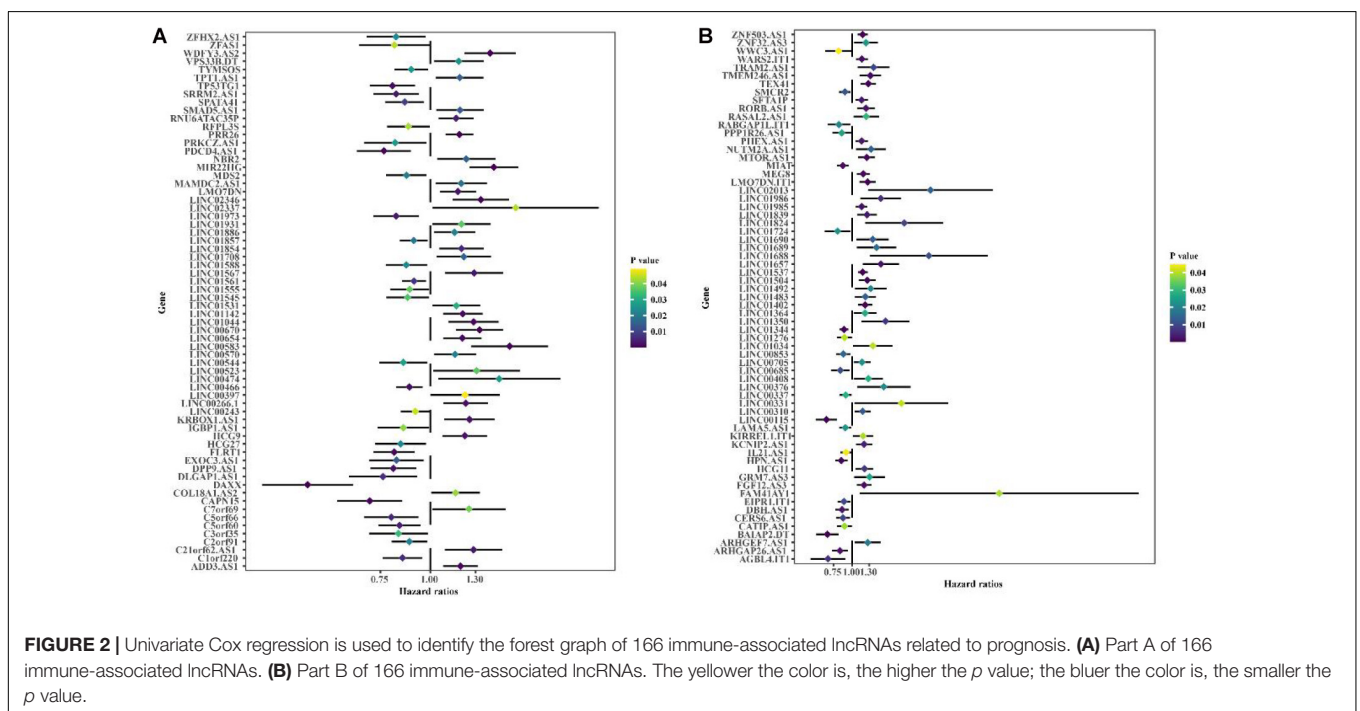 A
ZFHX2.AS1
ZFAS1
WDFY3.AS2
VPS33B.DT
TYMSOS
TPT1.AS1
TP53TG1
SRRM2.AS1
SPATA41
SMAD5.AS1
RNU6ATAC35P
RFPL3S
PRR26
PRKCZ.AS1
PDCD4.AS1
NBR2
MIR22HG
MDS2
MAMDC2.AS1
LMO7DN
LINC02346
LINC02337
LINC01973
LINC01931
LINC01886
LINC01857
LINC01854
LINC01708
LINC01588
LINC01567
LINC01561
LINC01555
LINC01545
LINC01531
LINC01142
LINC01044
LINC00670
LINC00654
LINC00583
LINC00570
LINC00544
LINC00523
LINC00474
LINC00466
LINC00397
LINC00266.1
LINC00243
KRBOX1.AS1
IGBP1.AS1
HCG9
HCG27
FLRT1
EXOC3.AS1
DPP9.AS1
DLGAP1.AS1
DAXX
COL18A1.AS2
CAPN15
C7orf69
C5orf66
C5orf60
C3orf35
C2orf91
C21orf62.AS1
C1orf220
ADD3.AS1
Gene
0.75 1.00 1.30
Hazard ratios
P value
0.04
0.03
0.02
0.01
B
ZNF503.AS1
ZNF32.AS3
WWC3.AS1
WARS2.IT1
TRAM2.AS1
TMEM246.AS1
TEX41
SMCR2
SFTA1P
RORB.AS1
RASAL2.AS1
RABGAP1L.IT1
PPP1R26.AS1
PHEX.AS1
NUTM2A.AS1
MTOR.AS1
MIAT
MEG8
LMO7DN.IT1
LINC02013
LINC01986
LINC01985
LINC01839
LINC01824
LINC01724
LINC01690
LINC01689
LINC01688
LINC01657
LINC01537
LINC01504
LINC01492
LINC01483
LINC01402
LINC01364
LINC01350
LINC01344
LINC01276
LINC01034
LINC00853
LINC00705
LINC00685
LINC00408
LINC00376
LINC00337
LINC00331
LINC00310
LINC00115
LAMA5.AS1
KIRREL1.IT1
KCNIP2.AS1
IL21.AS1
HPN.AS1
HCG11
GRM7.AS3
FGF12.AS3
FAM41AY1
EIPR1.IT1
DBH.AS1
CERS6.AS1
CATIP.AS1
BAIAP2.DT
ARHGEF7.AS1
ARHGAP26.AS1
AGBL4.IT1
Gene
0.75 1.00 1.30
Hazard ratios
P value
0.04
0.03
0.02
0.01
FIGURE 2 | Univariate Cox regression is used to identify the forest graph of 166 immune-associated lncRNAs related to prognosis. (A) Part A of 166
immune-associated lncRNAs. (B) Part B of 166 immune-associated lncRNAs. The yellower the color is, the higher the p value; the bluer the color is, the smaller the
p value.